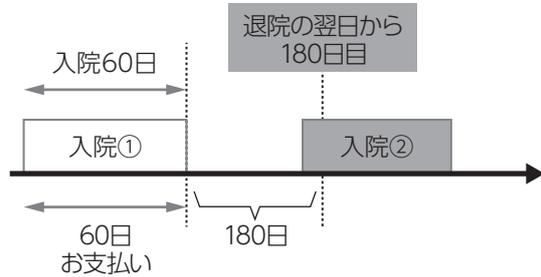 退院の翌日から
180日目
入院60日
入院①
入院②
60日
お支払い
180日